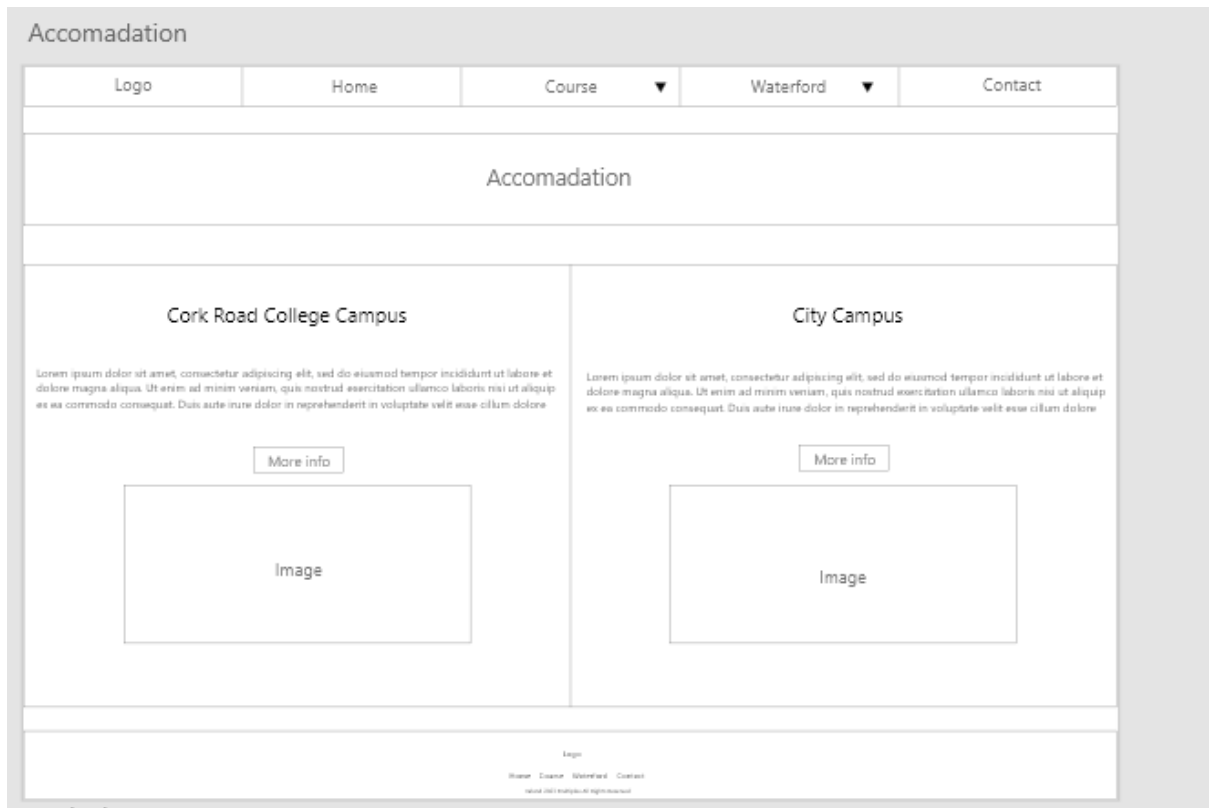 Accomadation
Logo Home Course ▼ Waterford ▼ Contact
Accomadation
Cork Road College Campus
Lorem ipsum dolor sit amet, consectetur adipiscing elit, sed do eiusmod tempor incididunt ut labore et
dolore magna aliqua. Ut enim ad minim veniam, quis nostrud exercitation ullamco laboris nisi ut aliquip
ex ea commodo consequat. Duis aute irure dolor in reprehenderit in voluptate velit esse cillum dolore
More info
Image
City Campus
Lorem ipsum dolor sit amet, consectetur adipiscing elit, sed do eiusmod tempor incididunt ut labore et
dolore magna aliqua. Ut enim ad minim veniam, quis nostrud exercitation ullamco laboris nisi ut aliquip
ex ea commodo consequat. Duis aute irure dolor in reprehenderit in voluptate velit esse cillum dolore
More info
Image
Logo
Home Course Waterford Contact
All Rights Reserved